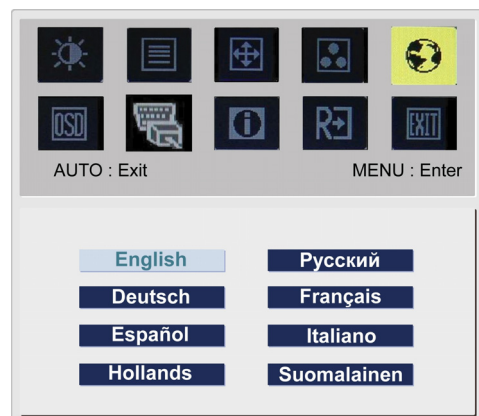 OSD
R
EXIT
AUTO : Exit
MENU : Enter
English
Русский
Deutsch
Français
Español
Italiano
Hollands
Suomalainen